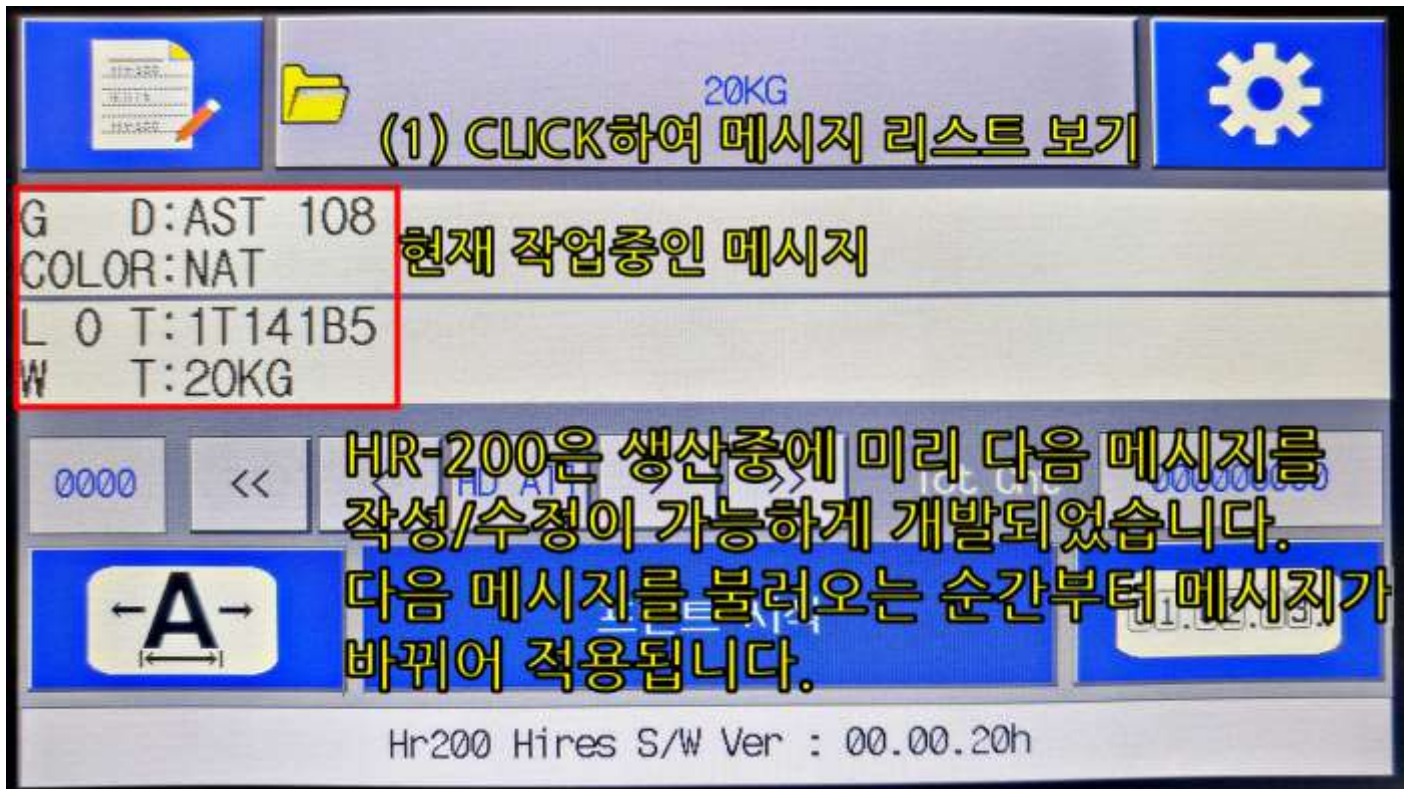 20KG
(1) CLICK하여 메시지 리스트 보기
G D:AST 108
현재 작업중인 메시지
COLOR:NAT
L O T:1T141B5
W T:20KG
HR-200은 생산중에 미리 다음 메시지를
0000 << < >>
작성/수정이 가능하게 개발되었습니다.
다음 메시지를 불러오는 순간부터 메시지가
바뀌어 적용됩니다.
Hr200 Hires S/W Ver : 00.00.20h